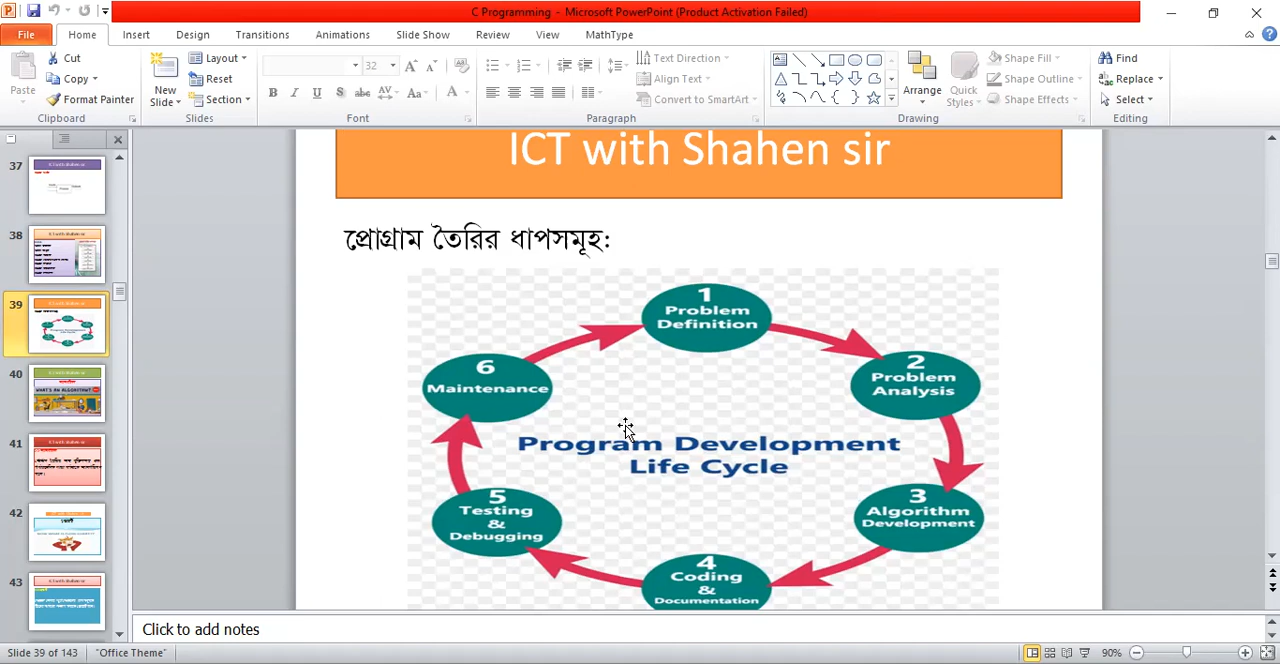 C Programming - Microsoft PowerPoint (Product Activation Failed)
File Home Insert Design Transitions Animations Slide Show Review View MathType
Cut
Copy
Format Painter
Paste
Clipboard
New Slide
Layout
Reset
Section
Slides
32
Font
Text Direction
Align Text
Convert to SmartArt
Paragraph
Arrange
Quick Styles
Shape Fill
Shape Outline
Shape Effects
Drawing
Find
Replace
Select
Editing
37
38
39
40
WHAT'S AN ALGORITHM
41
42
43
ICT with Shahen sir
প্রোগ্রাম তৈরির ধাপসমূহ:
1
Problem
Definition
2
Problem
Analysis
3
Algorithm
Development
4
Coding
&
Documentation
5
Testing
&
Debugging
6
Maintenance
Program Development
Life Cycle
Click to add notes
Slide 39 of 143 "Office Theme" 90%